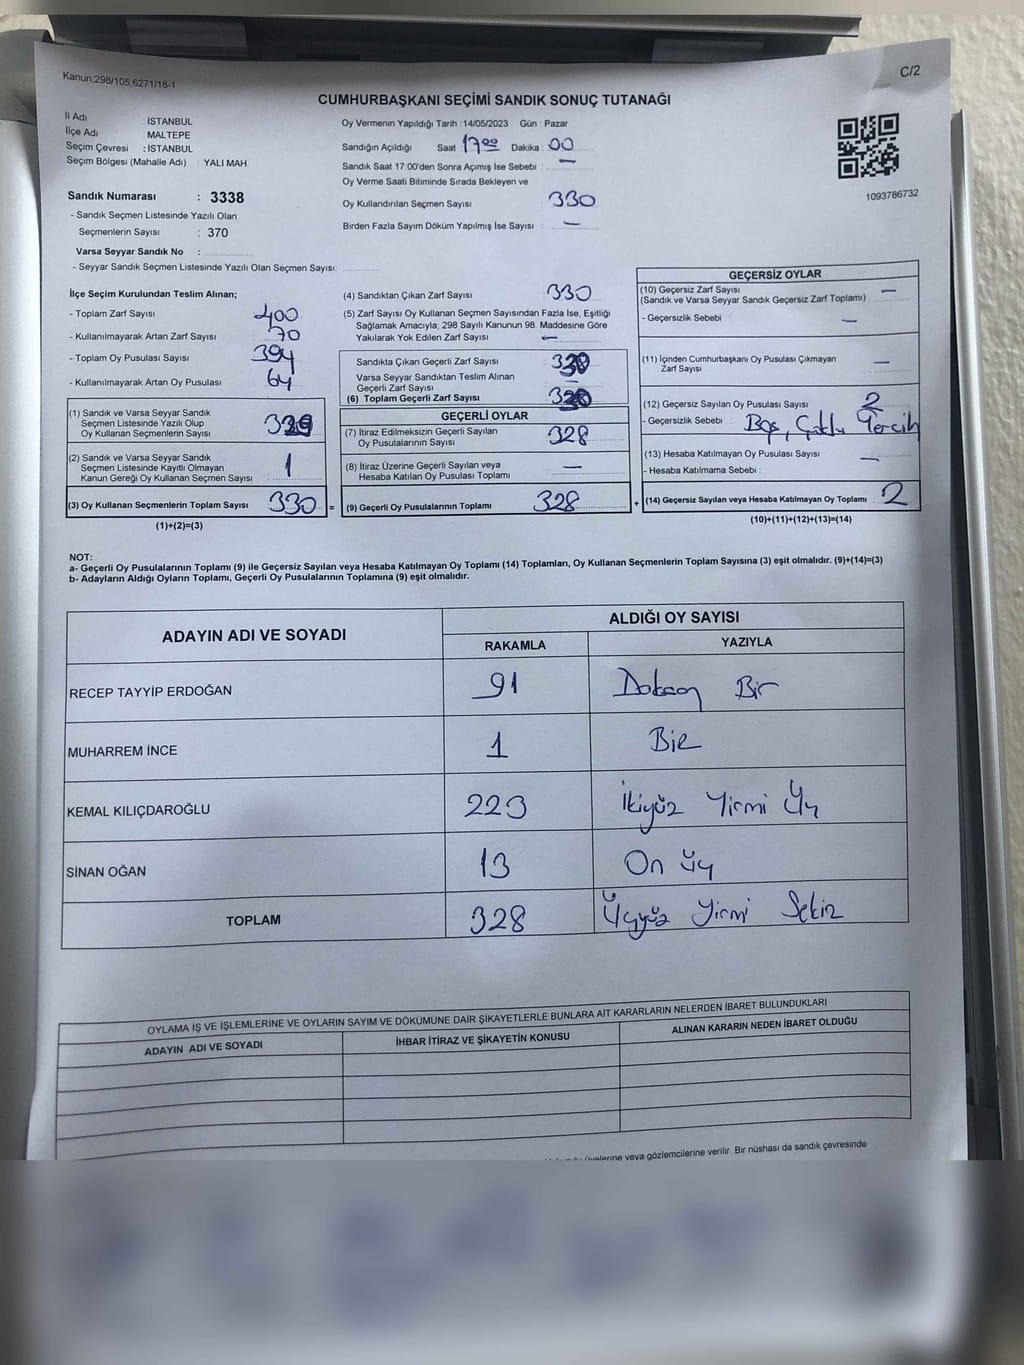 Kanun;298/105,6271/18-1
C/2
CUMHURBAŞKANI SEÇİMİ SANDIK SONUÇ TUTANAĞI
İl Adı : İSTANBUL
İlçe Adı : MALTEPE
Seçim Çevresi : İSTANBUL
Seçim Bölgesi (Mahalle Adı) : YALI MAH.
Sandık Numarası : 3338
- Sandık Seçmen Listesinde Yazılı Olan
Seçmenlerin Sayısı : 370
Varsa Seyyar Sandık No :
- Seyyar Sandık Seçmen Listesinde Yazılı Olan Seçmen Sayısı:
Oy Vermenin Yapıldığı Tarih :14/05/2023 Gün : Pazar
Sandığın Açıldığı Saat 17 00 Dakika : 00
Sandık Saat 17:00'den Sonra Açımış İse Sebebi : —
Oy Verme Saati Bitiminde Sırada Bekleyen ve
Oy Kullandırılan Seçmen Sayısı : 330
Birden Fazla Sayım Döküm Yapılmış İse Sayısı : —
1093786732
İlçe Seçim Kurulundan Teslim Alınan;
- Toplam Zarf Sayısı : 400
- Kullanılmayarak Artan Zarf Sayısı : 70
- Toplam Oy Pusulası Sayısı : 394
- Kullanılmayarak Artan Oy Pusulası : 64
(1) Sandık ve Varsa Seyyar Sandık
Seçmen Listesinde Yazılı Olup
Oy Kullanan Seçmenlerin Sayısı : 329
(2) Sandık ve Varsa Seyyar Sandık
Seçmen Listesinde Kayıtlı Olmayan
Kanun Gereği Oy Kullanan Seçmen Sayısı : 1
(3) Oy Kullanan Seçmenlerin Toplam Sayısı : 330 =
(1)+(2)=(3)
(4) Sandıktan Çıkan Zarf Sayısı : 330
(5) Zarf Sayısı Oy Kullanan Seçmen Sayısından Fazla İse, Eşitliği
Sağlamak Amacıyla; 298 Sayılı Kanunun 98. Maddesine Göre
Yakılarak Yok Edilen Zarf Sayısı : —
Sandıkta Çıkan Geçerli Zarf Sayısı :
Varsa Seyyar Sandıktan Teslim Alınan
Geçerli Zarf Sayısı : —
(6) Toplam Geçerli Zarf Sayısı :
GEÇERLİ OYLAR
(7) İtiraz Edilmeksizin Geçerli Sayılan
Oy Pusulalarının Sayısı : 328
(8) İtiraz Üzerine Geçerli Sayılan veya
Hesaba Katılan Oy Pusulası Toplamı : —
(9) Geçerli Oy Pusulalarının Toplamı : 328 +
GEÇERSİZ OYLAR
(10) Geçersiz Zarf Sayısı : —
(Sandık ve Varsa Seyyar Sandık Geçersiz Zarf Toplamı)
- Geçersizlik Sebebi : —
(11) İçinden Cumhurbaşkanı Oy Pusulası Çıkmayan
Zarf Sayısı : —
(12) Geçersiz Sayılan Oy Pusulası Sayısı : 2
- Geçersizlik Sebebi : Boş, Çoklu Tercih
(13) Hesaba Katılmayan Oy Pusulası Sayısı : —
- Hesaba Katılmama Sebebi :
(14) Geçersiz Sayılan veya Hesaba Katılmayan Oy Toplamı : 2
(10)+(11)+(12)+(13)=(14)
NOT:
a- Geçerli Oy Pusulalarının Toplamı (9) ile Geçersiz Sayılan veya Hesaba Katılmayan Oy Toplamı (14) Toplamları, Oy Kullanan Seçmenlerin Toplam Sayısına (3) eşit olmalıdır. (9)+(14)=(3)
b- Adayların Aldığı Oyların Toplamı, Geçerli Oy Pusulalarının Toplamına (9) eşit olmalıdır.
ADAYIN ADI VE SOYADI ALDIĞI OY SAYISI
RAKAMLA YAZIYLA
RECEP TAYYİP ERDOĞAN 91 Doksan Bir
MUHARREM İNCE 1 Bir
KEMAL KILIÇDAROĞLU 223 İkiyüz Yirmi Üç
SİNAN OĞAN 13 On üç
TOPLAM 328 Üçyüz Yirmi Sekiz
OYLAMA İŞ VE İŞLEMLERİNE VE OYLARIN SAYIM VE DÖKÜMÜNE DAİR ŞİKAYETLERLE BUNLARA AİT KARARLARIN NELERDEN İBARET BULUNDUKLARI
ADAYIN ADI VE SOYADI İHBAR İTİRAZ VE ŞİKAYETİN KONUSU ALINAN KARARIN NEDEN İBARET OLDUĞU
üyelerine veya gözlemcilerine verilir. Bir nüshası da sandık çevresinde